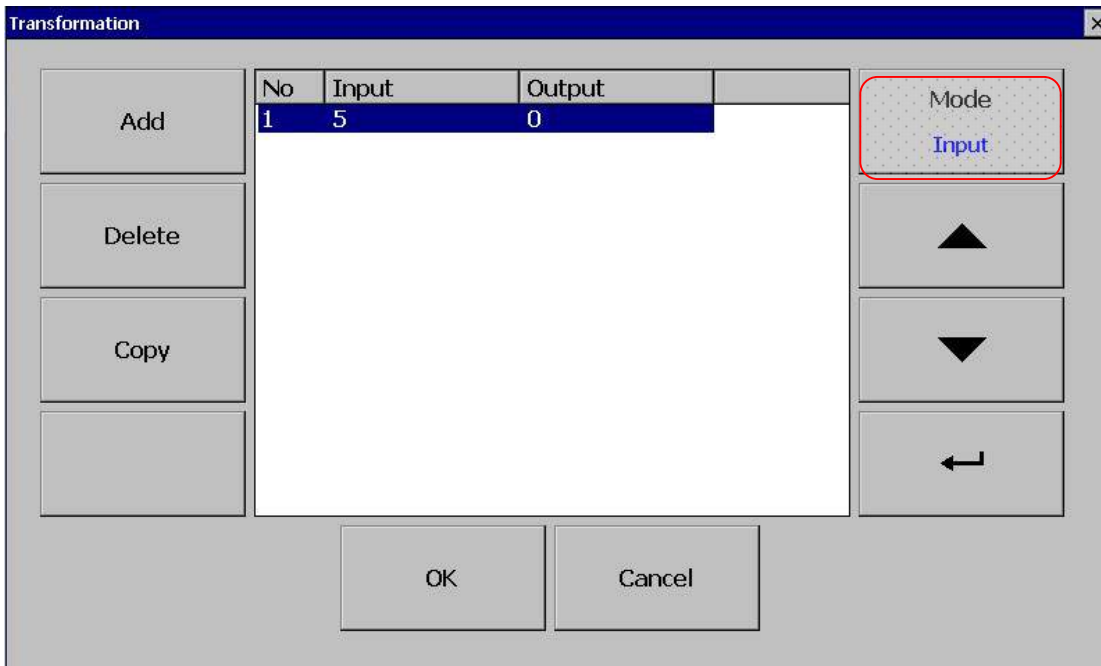 Transformation
No Input Output
1 5 0
Add
Delete
Copy
Mode
Input
OK
Cancel